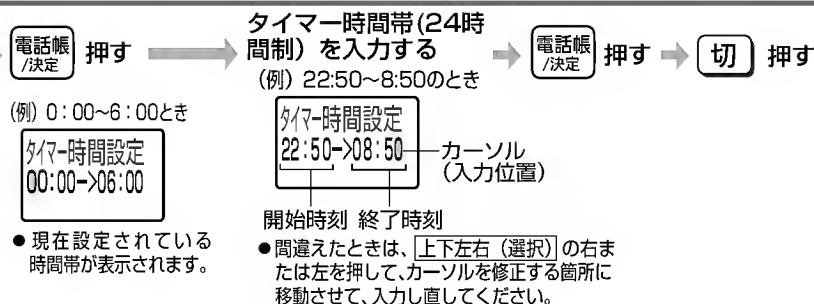 電話帳
/決定
押す
(例) 0：00～6：00とき
タイマー時間設定
00:00->06:00
●現在設定されている
時間帯が表示されます。
タイマー時間帯(24時
間制）を入力する
(例) 22:50～8:50のとき
タイマー時間設定
22:50->08:50
カーソル
（入力位置）
開始時刻 終了時刻
●間違えたときは、上下左右（選択）の右ま
たは左を押して、カーソルを修正する箇所に
移動させて、入力し直してください。
電話帳
/決定
押す
切 押す